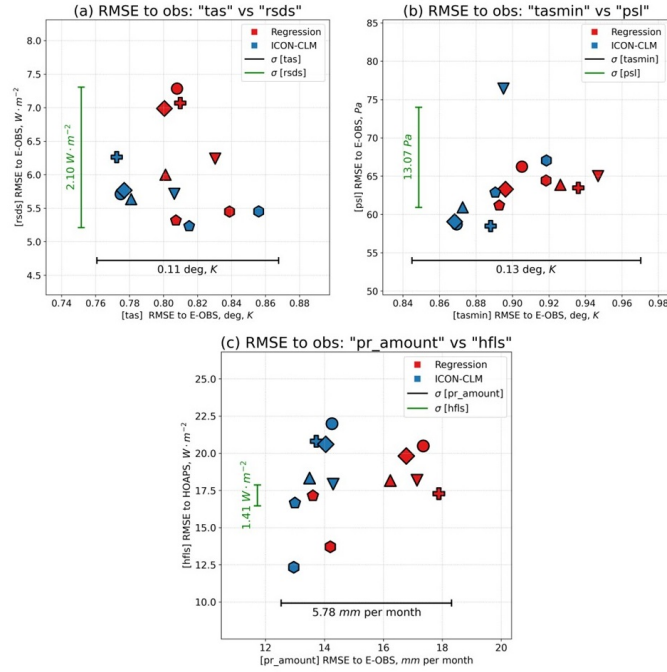 (a) RMSE to obs: "tas" vs "rsds"
Regression
ICON-CLM
σ [tas]
σ [rsds]
8.0
7.5
7.0
6.5
6.0
5.5
5.0
4.5
[rsds] RMSE to E-OBS, W · m⁻²
2.10 W · m⁻²
0.11 deg, K
0.74 0.76 0.78 0.80 0.82 0.84 0.86 0.88
[tas] RMSE to E-OBS, deg, K
(b) RMSE to obs: "tasmin" vs "psl"
Regression
ICON-CLM
σ [tasmin]
σ [psl]
85
80
75
70
65
60
55
50
[psl] RMSE to E-OBS, Pa
13.07 Pa
0.13 deg, K
0.84 0.86 0.88 0.90 0.92 0.94 0.96 0.98
[tasmin] RMSE to E-OBS, deg, K
(c) RMSE to obs: "pr_amount" vs "hfls"
Regression
ICON-CLM
σ [pr_amount]
σ [hfls]
25.0
22.5
20.0
17.5
15.0
12.5
10.0
[hfls] RMSE to HOAPS, W · m⁻²
1.41 W · m⁻²
5.78 mm per month
12 14 16 18 20
[pr_amount] RMSE to E-OBS, mm per month